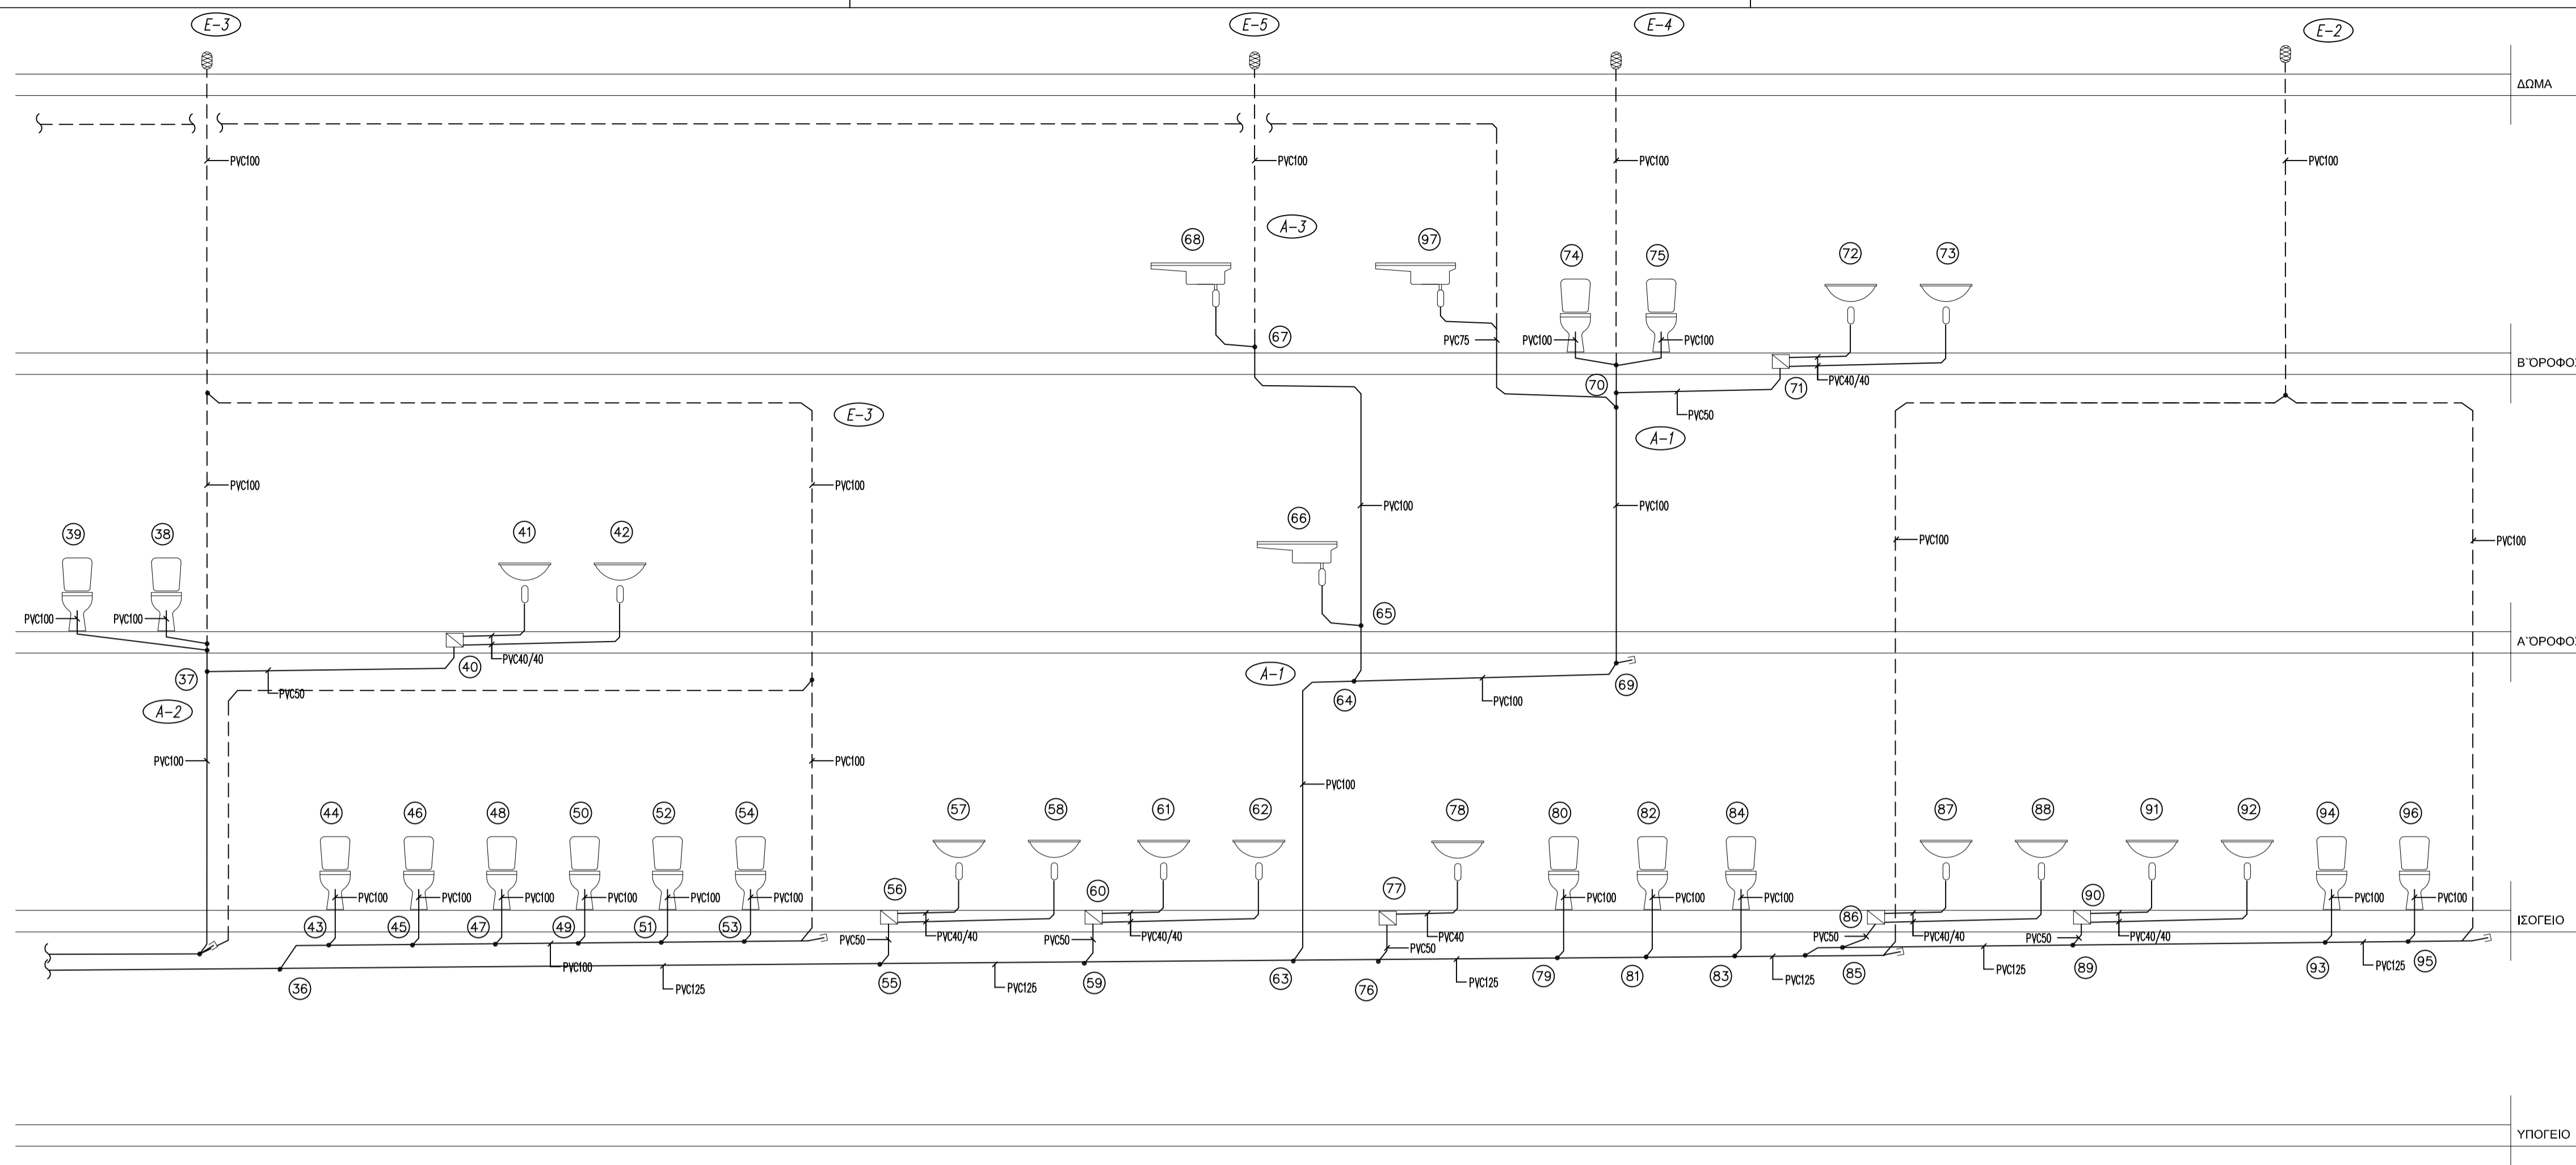 E-3
E-5
E-4
E-2
ΔΩΜΑ
PVC100
PVC100
PVC100
PVC100
A-3
68
97
74
75
72
73
67
PVC75
PVC100
PVC100
PVC40/40
Β`ΌΡΟΦΟΣ
70
71
PVC50
E-3
A-1
PVC100
PVC100
PVC100
PVC100
PVC100
PVC100
39
38
41
42
66
PVC100
PVC100
65
PVC40/40
Α`ΌΡΟΦΟΣ
37
40
PVC50
A-2
A-1
64
69
PVC100
PVC100
PVC100
PVC100
44
46
48
50
52
54
57
58
61
62
78
80
82
84
87
88
91
92
94
96
PVC100
PVC100
PVC100
PVC100
PVC100
PVC100
56
60
77
PVC100
PVC100
PVC100
86
90
PVC100
PVC100
43
45
47
49
51
53
PVC50
PVC40/40
PVC50
PVC40/40
PVC50
PVC40
PVC50
PVC40/40
PVC50
PVC40/40
ΙΣΟΓΕΙΟ
PVC100
36
PVC125
55
PVC125
59
63
76
PVC125
79
81
83
PVC125
85
PVC125
89
93
PVC125
95
ΥΠΟΓΕΙΟ